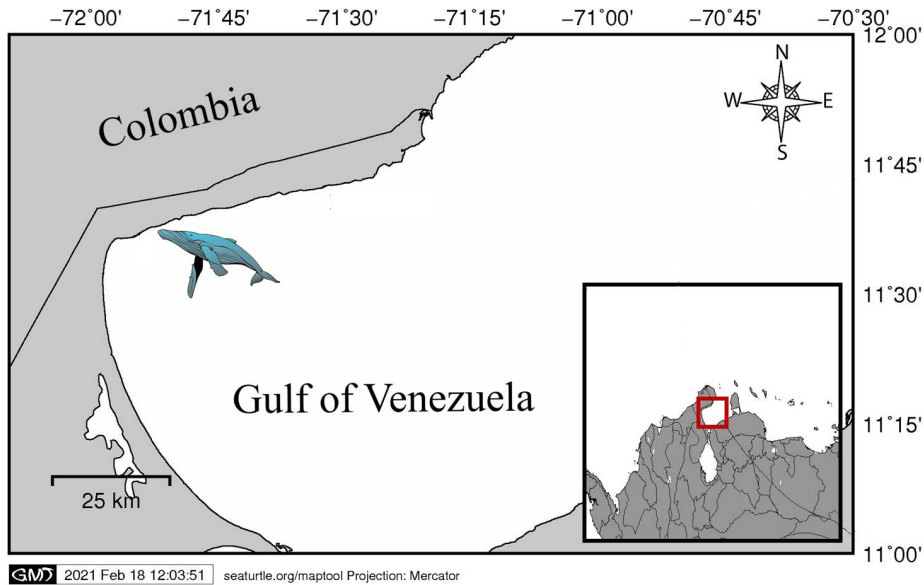 −72°00' −71°45' −71°30' −71°15' −71°00' −70°45' −70°30'
12°00'
N
W E
S
Colombia
11°45'
11°30'
Gulf of Venezuela
11°15'
25 km
11°00'
GMT 2021 Feb 18 12:03:51 seaturtle.org/maptool Projection: Mercator